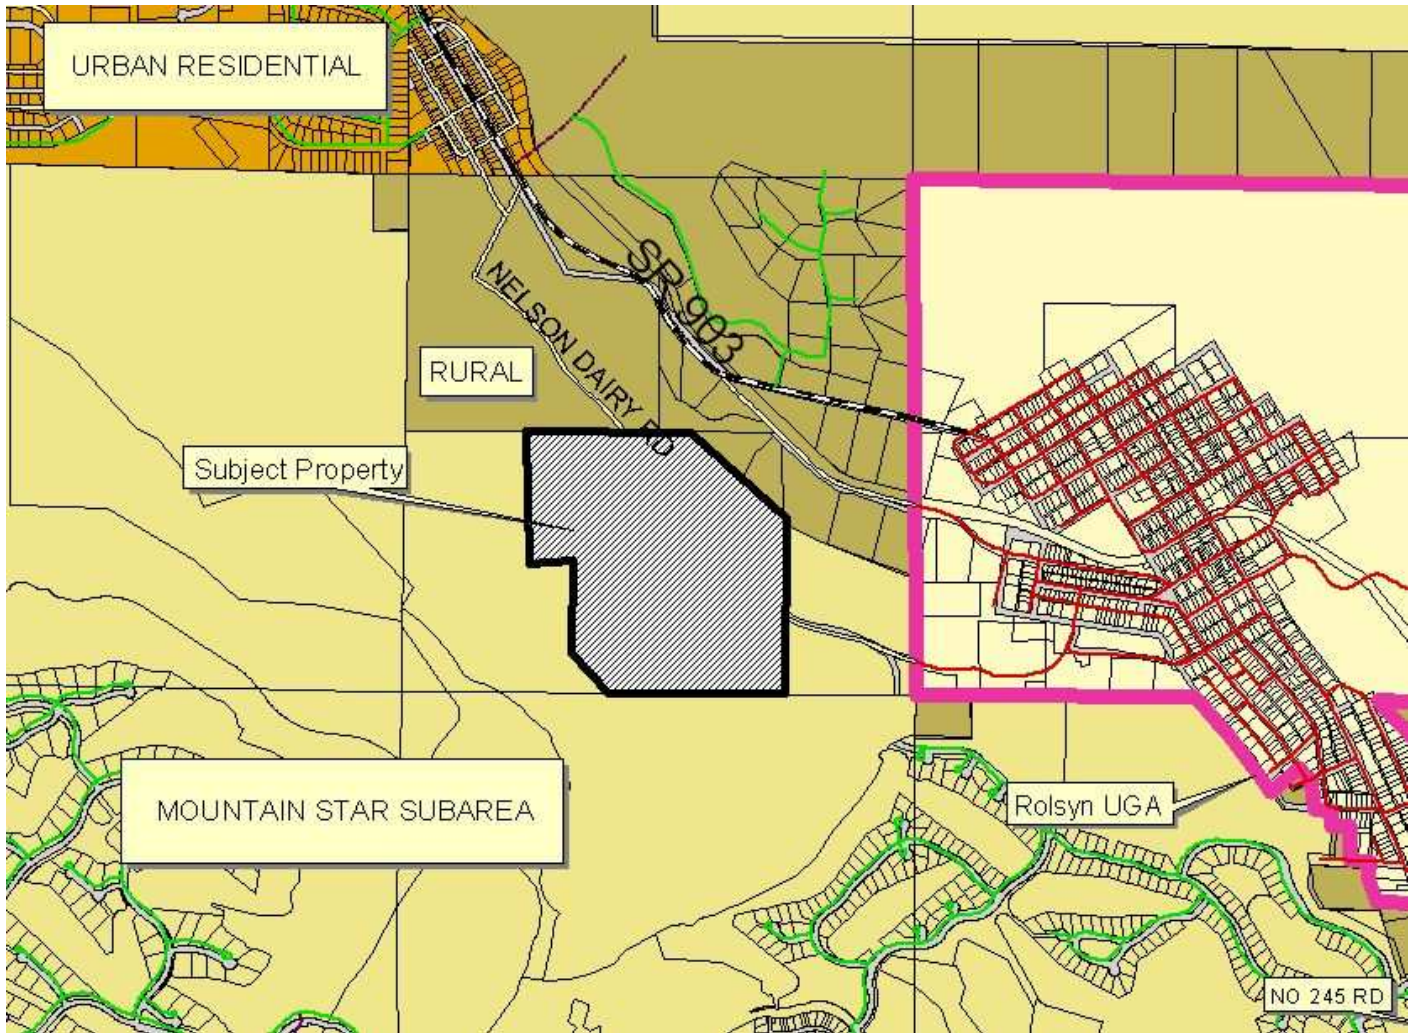 URBAN RESIDENTIAL
SR 903
NELSON DAIRY RD
RURAL
Subject Property
MOUNTAIN STAR SUBAREA
Rolsyn UGA
NO 245 RD